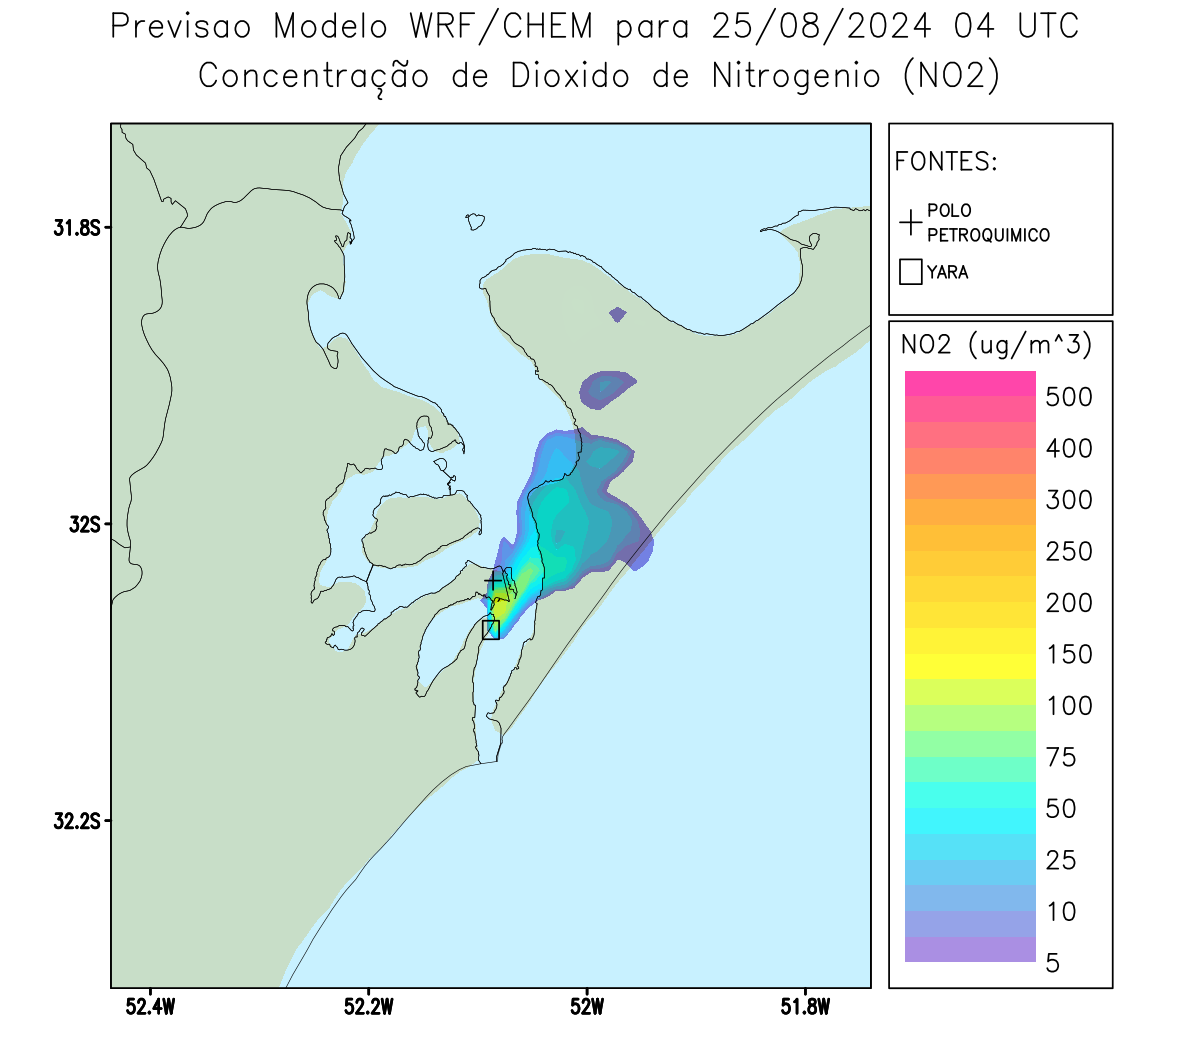 Previsao Modelo WRF/CHEM para 25/08/2024 04 UTC
Concentração de Dioxido de Nitrogenio (NO2)
FONTES:
POLO
PETROQUIMICO
YARA
NO2 (ug/m^3)
500
400
300
250
200
150
100
75
50
25
10
5
31.8S
32S
32.2S
52.4W
52.2W
52W
51.8W